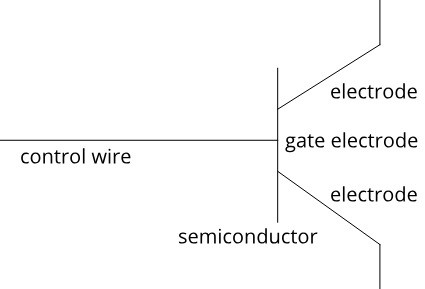 electrode
gate electrode
control wire
electrode
semiconductor